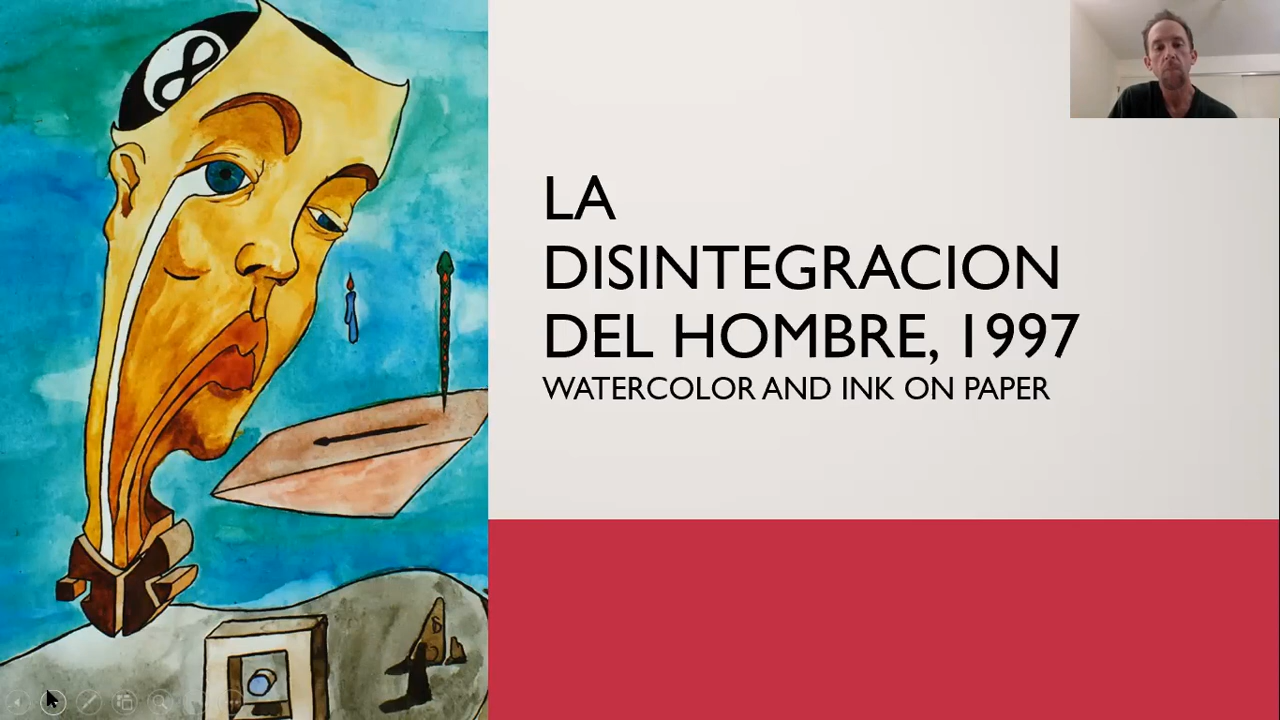 LA
DISINTEGRACION
DEL HOMBRE, 1997
WATERCOLOR AND INK ON PAPER